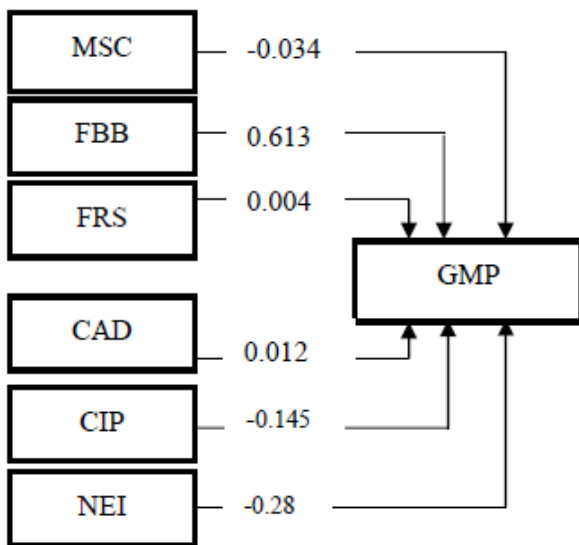 MSC -0.034
FBB 0.613
FRS 0.004
GMP
CAD 0.012
CIP -0.145
NEI -0.28